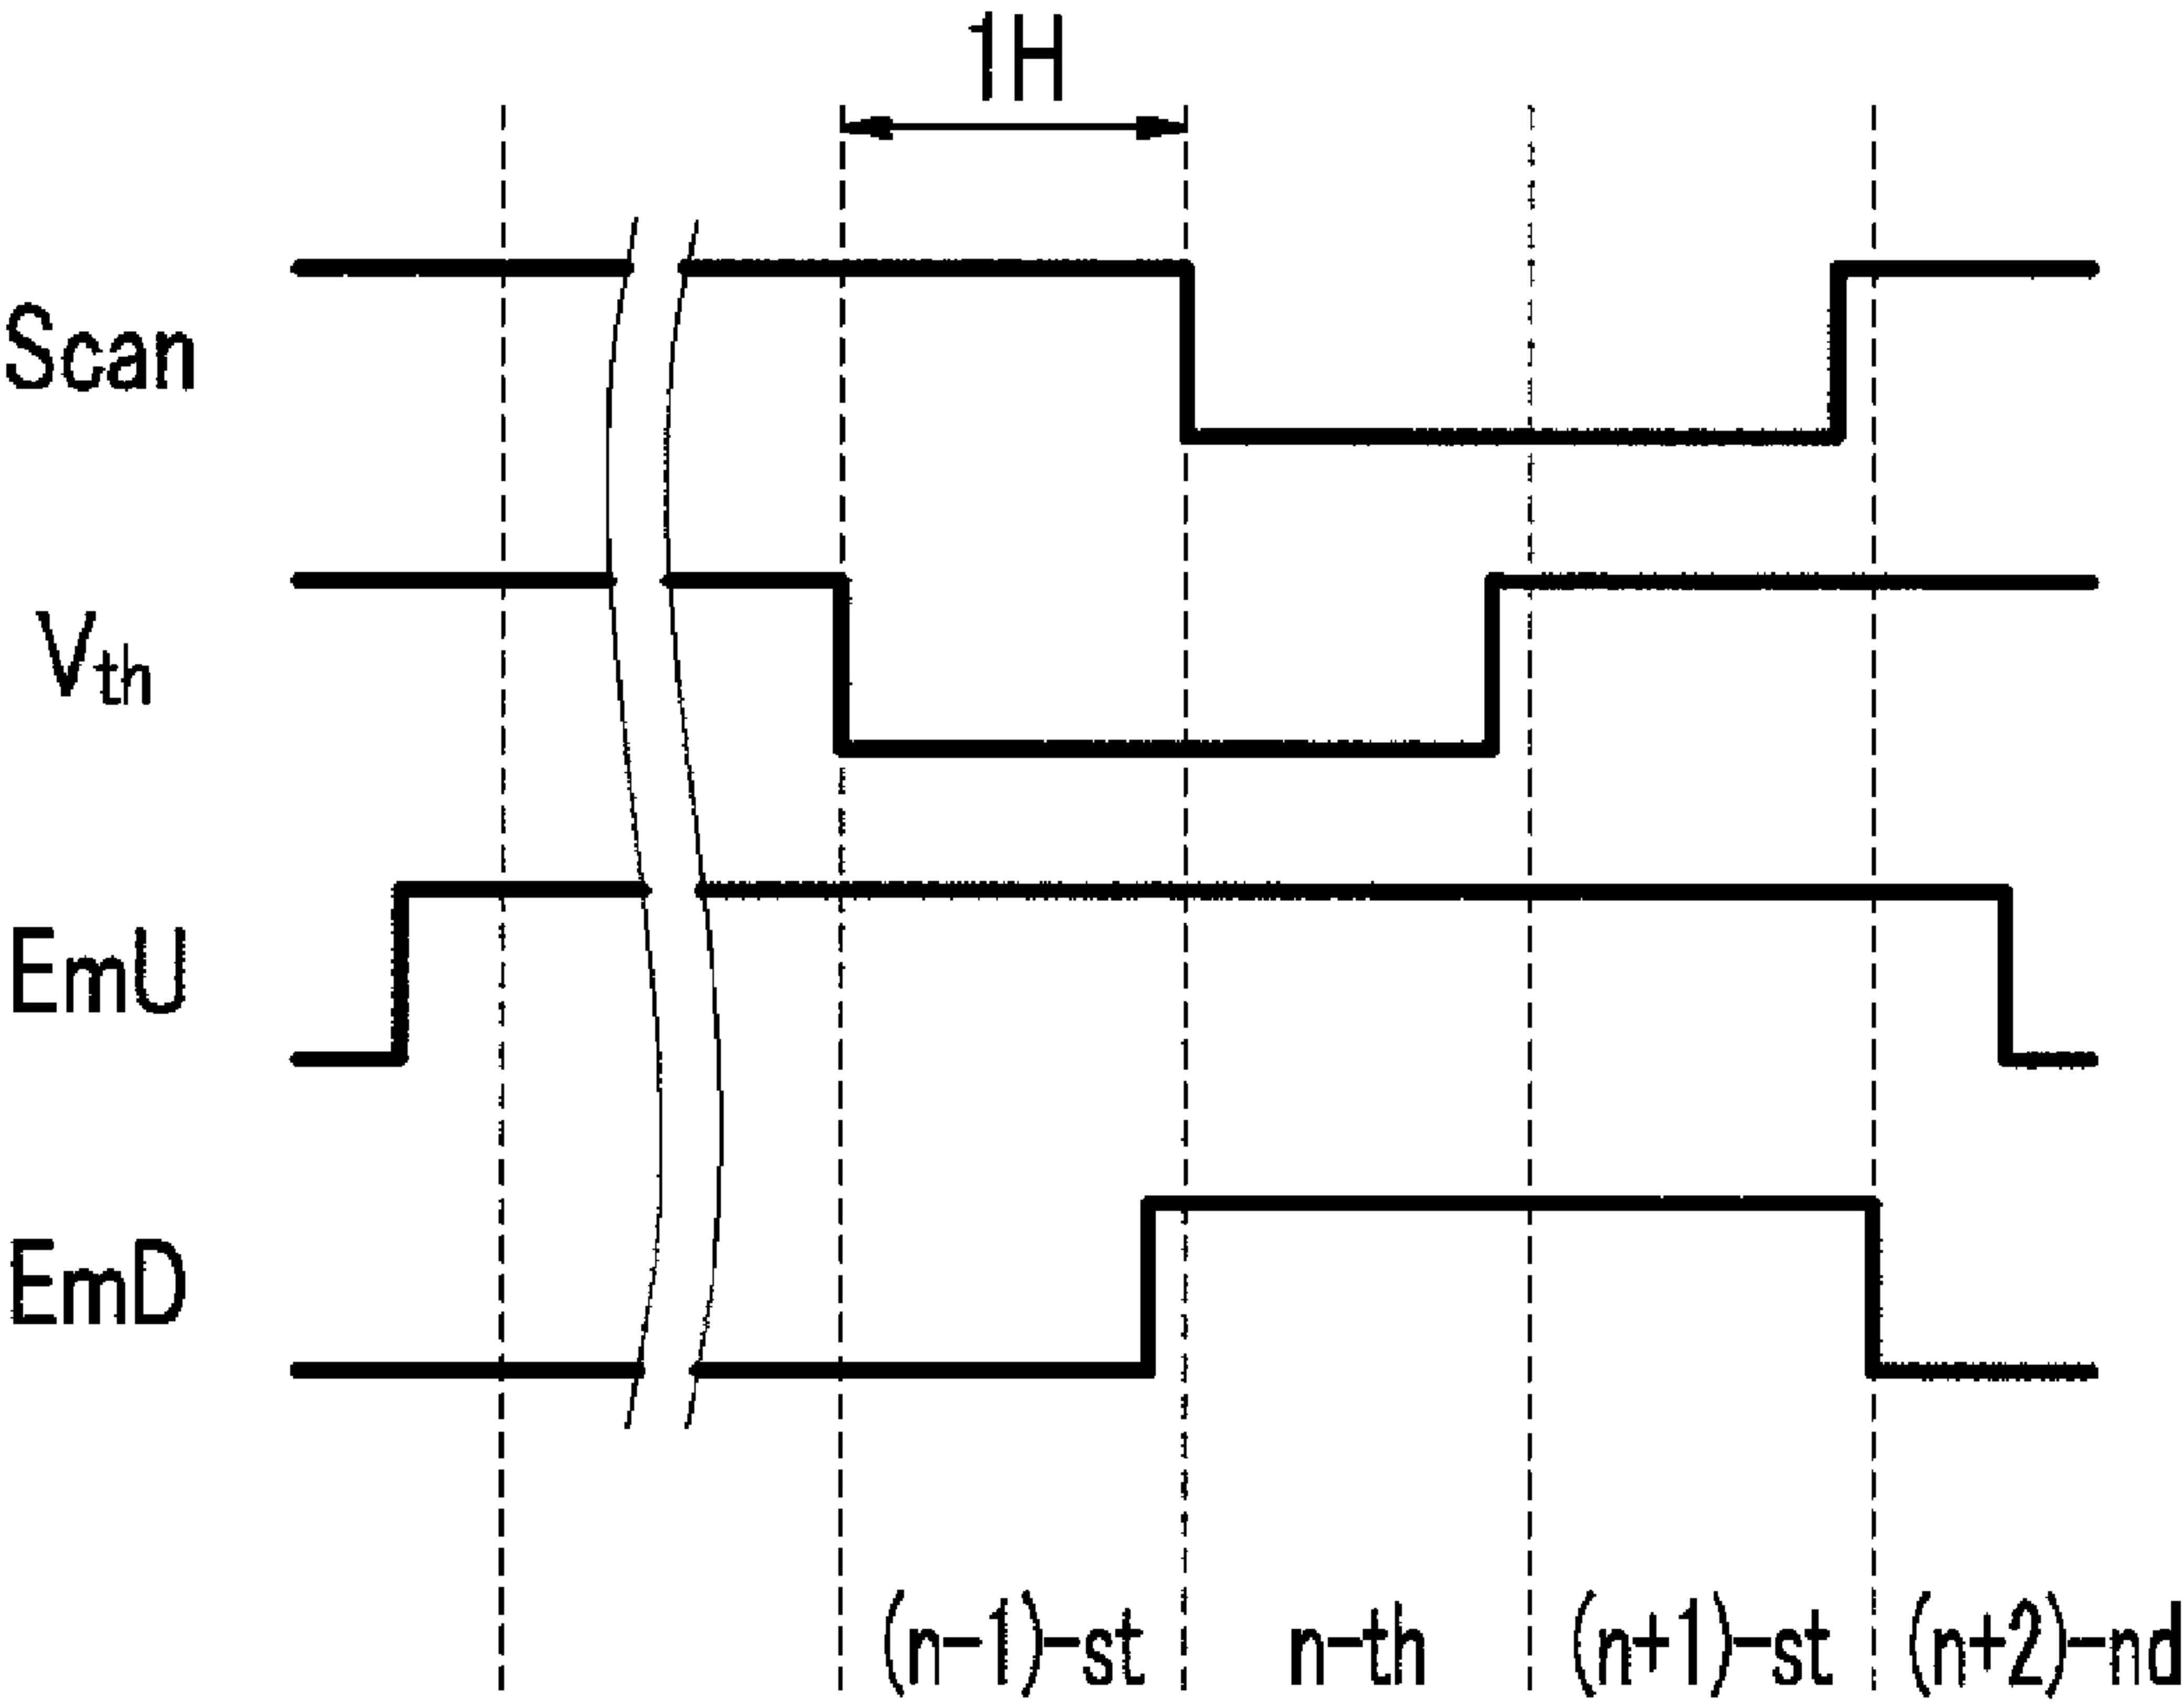 1H
Scan
Vth
EmU
EmD
(n-1)-st n-th (n+1)-st (n+2)-nd